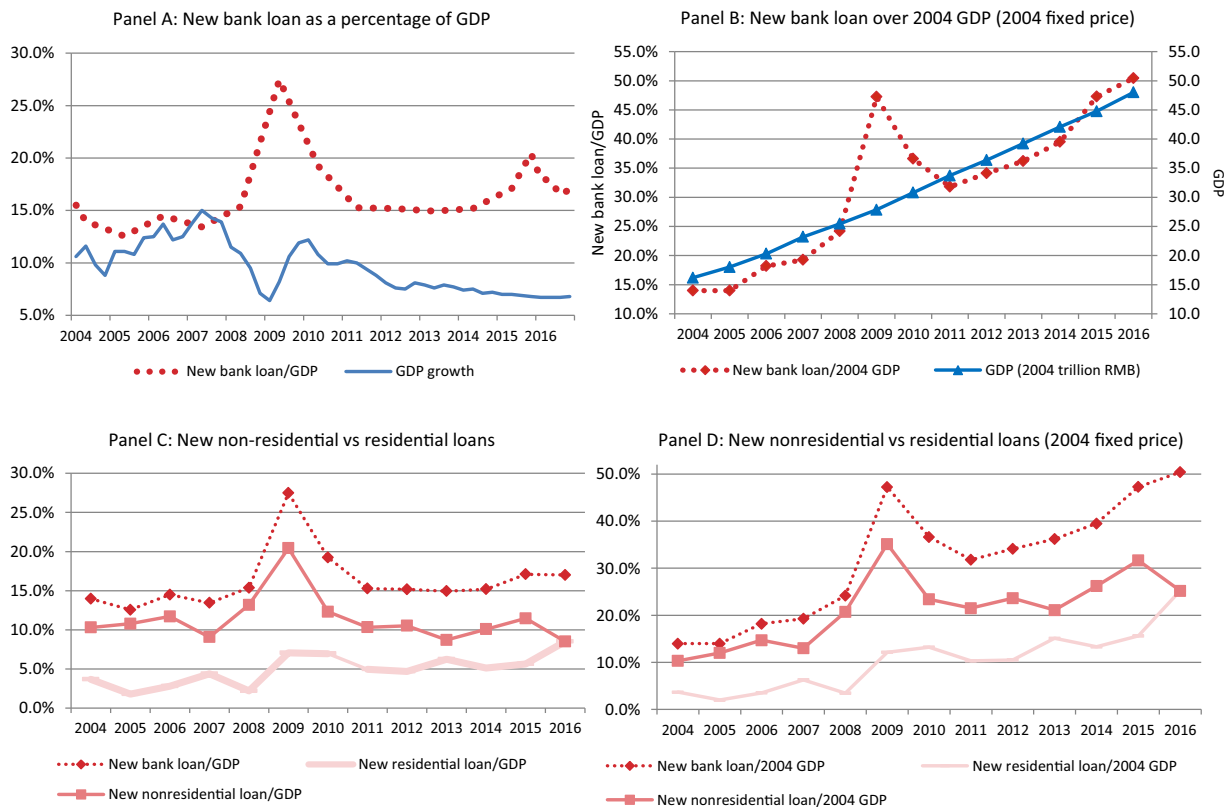 Panel A: New bank loan as a percentage of GDP
30.0%
25.0%
20.0%
15.0%
10.0%
5.0%
2004 2005 2006 2007 2008 2009 2010 2011 2012 2013 2014 2015 2016
New bank loan/GDP GDP growth
Panel B: New bank loan over 2004 GDP (2004 fixed price)
New bank loan/GDP
55.0% 55.0
50.0% 50.0
45.0% 45.0
40.0% 40.0
35.0% 35.0
30.0% 30.0
25.0% 25.0
20.0% 20.0
15.0% 15.0
10.0% 10.0
GDP
2004 2005 2006 2007 2008 2009 2010 2011 2012 2013 2014 2015 2016
New bank loan/2004 GDP GDP (2004 trillion RMB)
Panel C: New non-residential vs residential loans
30.0%
25.0%
20.0%
15.0%
10.0%
5.0%
0.0%
2004 2005 2006 2007 2008 2009 2010 2011 2012 2013 2014 2015 2016
New bank loan/GDP New residential loan/GDP
New nonresidential loan/GDP
Panel D: New nonresidential vs residential loans (2004 fixed price)
50.0%
40.0%
30.0%
20.0%
10.0%
0.0%
2004 2005 2006 2007 2008 2009 2010 2011 2012 2013 2014 2015 2016
New bank loan/2004 GDP New residential loan/2004 GDP
New nonresidential loan/2004 GDP